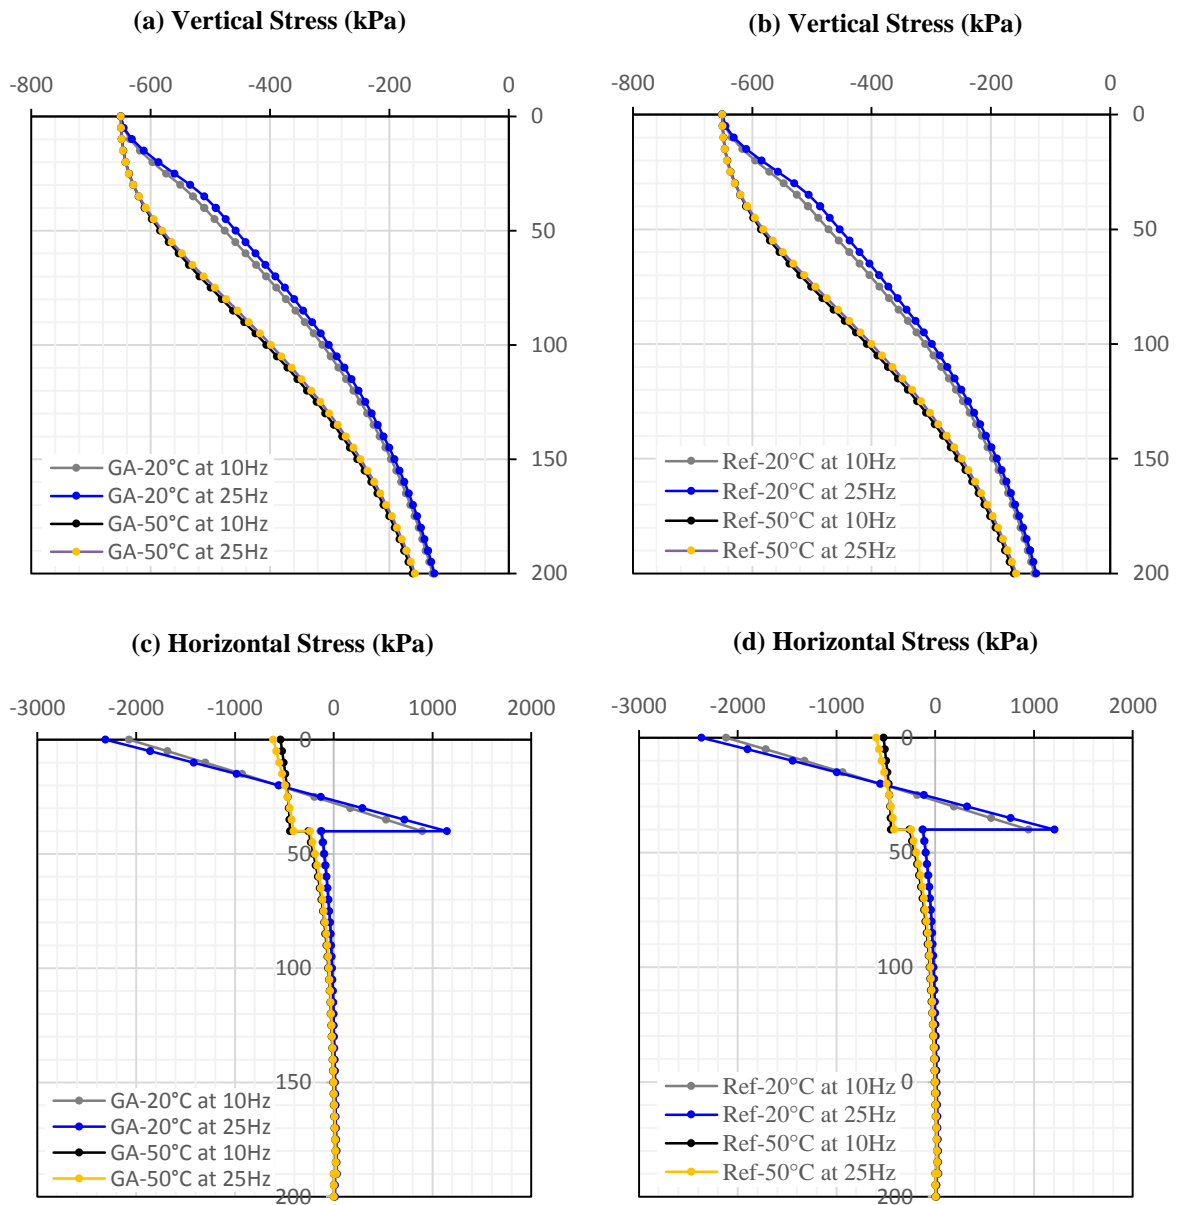 (a) Vertical Stress (kPa)
-800 -600 -400 -200 0
0
50
100
150
200
GA-20°C at 10Hz
GA-20°C at 25Hz
GA-50°C at 10Hz
GA-50°C at 25Hz
(b) Vertical Stress (kPa)
-800 -600 -400 -200 0
0
50
100
150
200
Ref-20°C at 10Hz
Ref-20°C at 25Hz
Ref-50°C at 10Hz
Ref-50°C at 25Hz
(c) Horizontal Stress (kPa)
-3000 -2000 -1000 0 1000 2000
0
50
100
150
200
GA-20°C at 10Hz
GA-20°C at 25Hz
GA-50°C at 10Hz
GA-50°C at 25Hz
(d) Horizontal Stress (kPa)
-3000 -2000 -1000 0 1000 2000
0
50
100
0
200
Ref-20°C at 10Hz
Ref-20°C at 25Hz
Ref-50°C at 10Hz
Ref-50°C at 25Hz